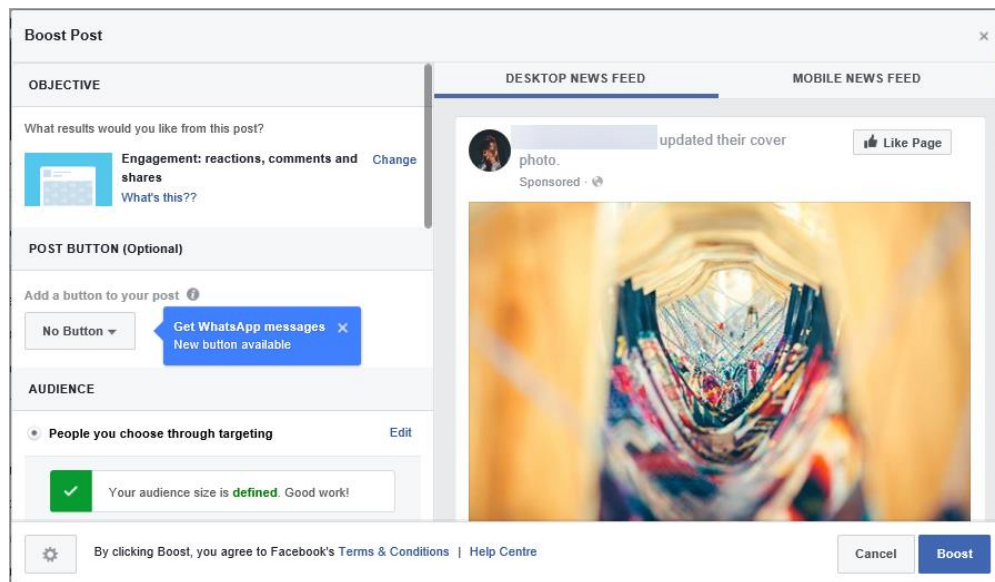 Boost Post
OBJECTIVE
What results would you like from this post?
Engagement: reactions, comments and
shares
Change
What's this??
POST BUTTON (Optional)
Add a button to your post
No Button
Get WhatsApp messages
New button available
AUDIENCE
People you choose through targeting
Edit
Your audience size is defined. Good work!
DESKTOP NEWS FEED
MOBILE NEWS FEED
updated their cover
photo.
Sponsored ·
Like Page
By clicking Boost, you agree to Facebook's Terms & Conditions | Help Centre
Cancel
Boost